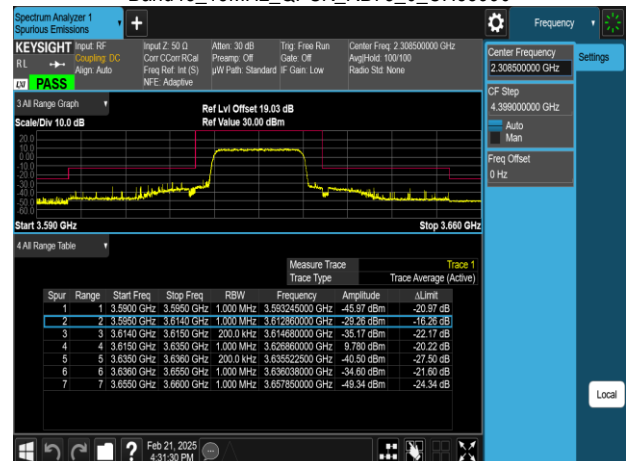 Spectrum Analyzer 1
Spurious Emissions
+
Frequency
KEYSIGHT
RL
LXI PASS
Input: RF
Coupling: DC
Align: Auto
Input Z: 50 Ω
Corr CCorr RCal
Freq Ref: Int (S)
NFE: Adaptive
Atten: 30 dB
Preamp: Off
µW Path: Standard
Trig: Free Run
Gate: Off
IF Gain: Low
Center Freq: 2.308500000 GHz
Avg|Hold: 100/100
Radio Std: None
Center Frequency
2.308500000 GHz
Settings
CF Step
4.399000000 GHz
Auto
Man
Freq Offset
0 Hz
3 All Range Graph
Scale/Div 10.0 dB
Ref Lvl Offset 19.03 dB
Ref Value 30.00 dBm
20.0
10.0
0.00
-10.0
-20.0
-30.0
-40.0
-50.0
-60.0
Start 3.590 GHz
Stop 3.660 GHz
4 All Range Table
Measure Trace Trace 1
Trace Type Trace Average (Active)
Spur Range Start Freq Stop Freq RBW Frequency Amplitude ΔLimit
1 1 3.5900 GHz 3.5950 GHz 1.000 MHz 3.593245000 GHz -45.97 dBm -20.97 dB
2 2 3.5950 GHz 3.6140 GHz 1.000 MHz 3.612860000 GHz -29.26 dBm -16.26 dB
3 3 3.6140 GHz 3.6150 GHz 200.0 kHz 3.614680000 GHz -35.17 dBm -22.17 dB
4 4 3.6150 GHz 3.6350 GHz 1.000 MHz 3.626860000 GHz 9.780 dBm -20.22 dB
5 5 3.6350 GHz 3.6360 GHz 200.0 kHz 3.635522500 GHz -40.50 dBm -27.50 dB
6 6 3.6360 GHz 3.6550 GHz 1.000 MHz 3.636038000 GHz -34.60 dBm -21.60 dB
7 7 3.6550 GHz 3.6600 GHz 1.000 MHz 3.657850000 GHz -49.34 dBm -24.34 dB
Local
?
Feb 21, 2025
4:31:30 PM